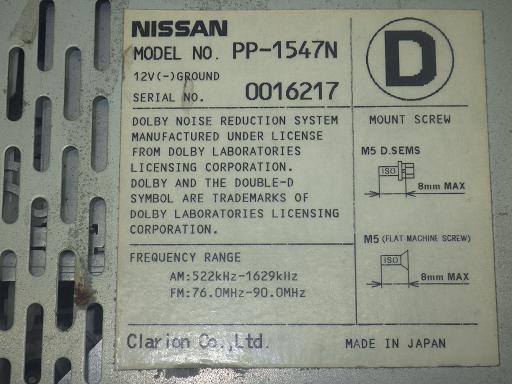 NISSAN
MODEL NO. PP-1547N
12V(-)GROUND
SERIAL NO. 0016217
D
DOLBY NOISE REDUCTION SYSTEM
MANUFACTURED UNDER LICENSE
FROM DOLBY LABORATORIES
LICENSING CORPORATION.
DOLBY AND THE DOUBLE-D
SYMBOL ARE TRADEMARKS OF
DOLBY LABORATORIES LICENSING
CORPORATION.
MOUNT SCREW
M5 D.SEMS
ISO
8mm MAX
M5 (FLAT MACHINE SCREW)
ISO
8mm MAX
FREQUENCY RANGE
AM:522kHz-1629kHz
FM:76.0MHz-90.0MHz
Clarion Co.,Ltd.
MADE IN JAPAN